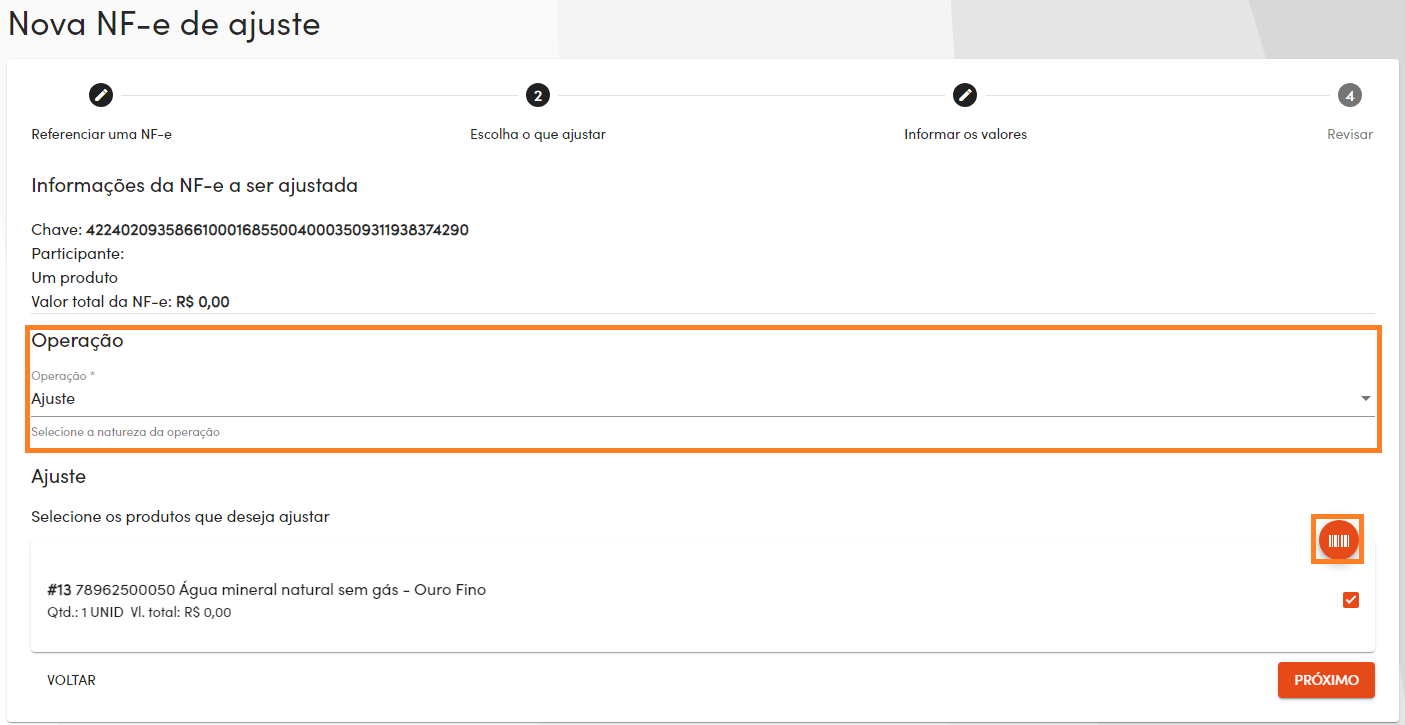 Nova NF-e de ajuste
2
4
Referenciar uma NF-e
Escolha o que ajustar
Informar os valores
Revisar
Informações da NF-e a ser ajustada
Chave: 42240209358661000168550040003509311938374290
Participante:
Um produto
Valor total da NF-e: R$ 0,00
Operação
Operação *
Ajuste
Selecione a natureza da operação
Ajuste
Selecione os produtos que deseja ajustar
#13 78962500050 Água mineral natural sem gás - Ouro Fino
Qtd.: 1 UNID Vl. total: R$ 0,00
VOLTAR
PRÓXIMO